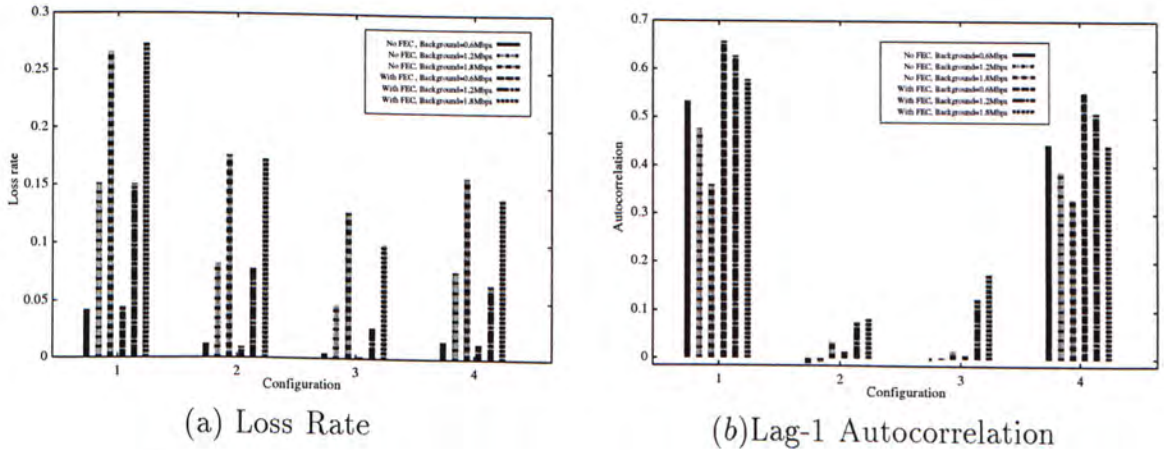 0.3
0.25
0.2
0.15
0.1
0.05
0
Loss rate
No FEC , Background=0.6Mbps
No FEC, Background=1.2Mbps
No FEC, Background=1.8Mbps
With FEC , Background=0.6Mbps
With FEC, Background=1.2Mbps
With FEC, Background=1.8Mbps
1
2
3
4
Configuration
(a) Loss Rate
0.7
0.6
0.5
0.4
0.3
0.2
0.1
0
Autocorrelation
No FEC, Background=0.6Mbps
No FEC, Background=1.2Mbps
No FEC, Background=1.8Mbps
With FEC, Background=0.6Mbps
With FEC, Background=1.2Mbps
With FEC, Background=1.8Mbps
1
2
3
4
Configuration
(b)Lag-1 Autocorrelation